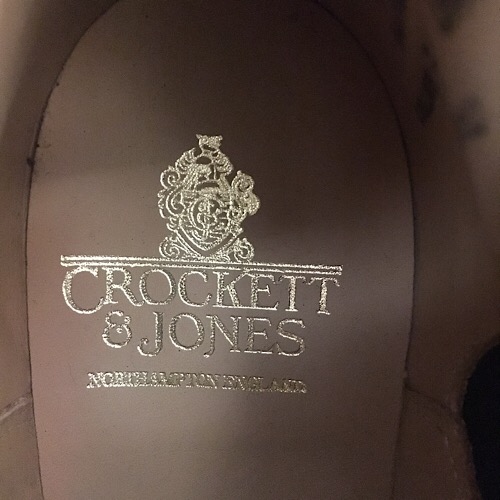 CROCKETT
& JONES
NORTHAMPTON ENGLAND